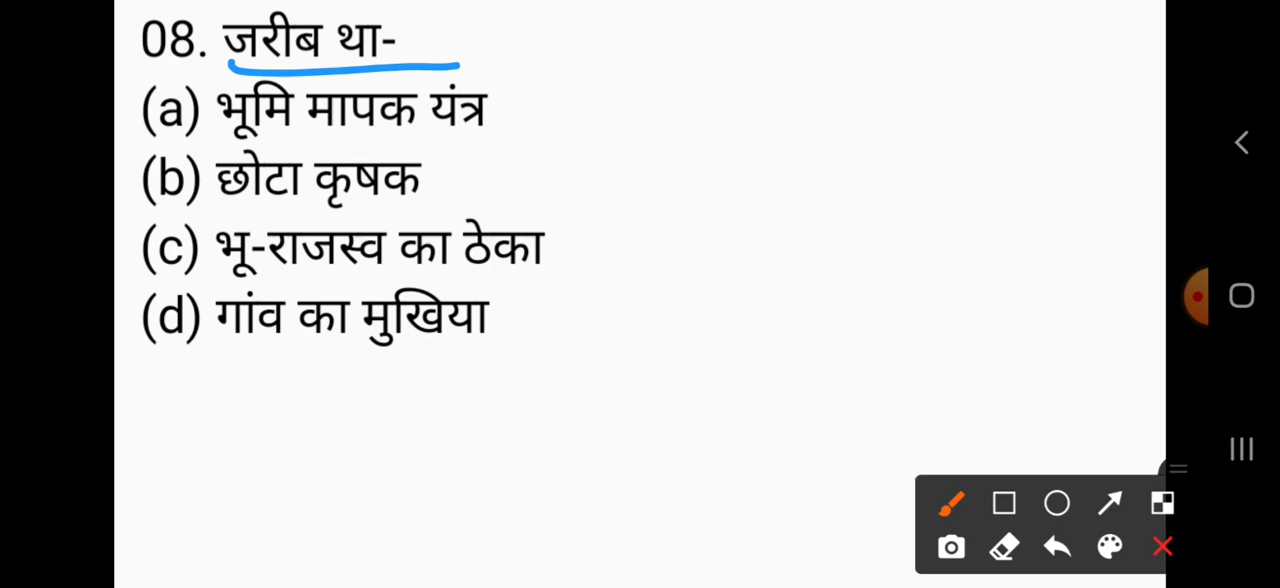 08. जरीब था-
(a) भूमि मापक यंत्र
(b) छोटा कृषक
(c) भू-राजस्व का ठेका
(d) गांव का मुखिया